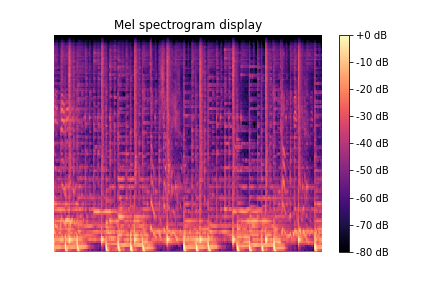 Mel spectrogram display
+0 dB
-10 dB
-20 dB
-30 dB
-40 dB
-50 dB
-60 dB
-70 dB
-80 dB